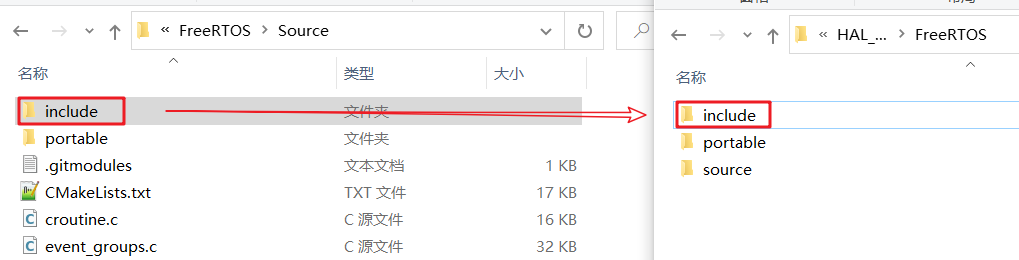 « FreeRTOS > Source
名称 类型 大小
include 文件夹
portable 文件夹
.gitmodules 文本文档 1 KB
CMakeLists.txt TXT 文件 17 KB
croutine.c C 源文件 16 KB
event_groups.c C 源文件 32 KB
« HAL_... > FreeRTOS
名称
include
portable
source